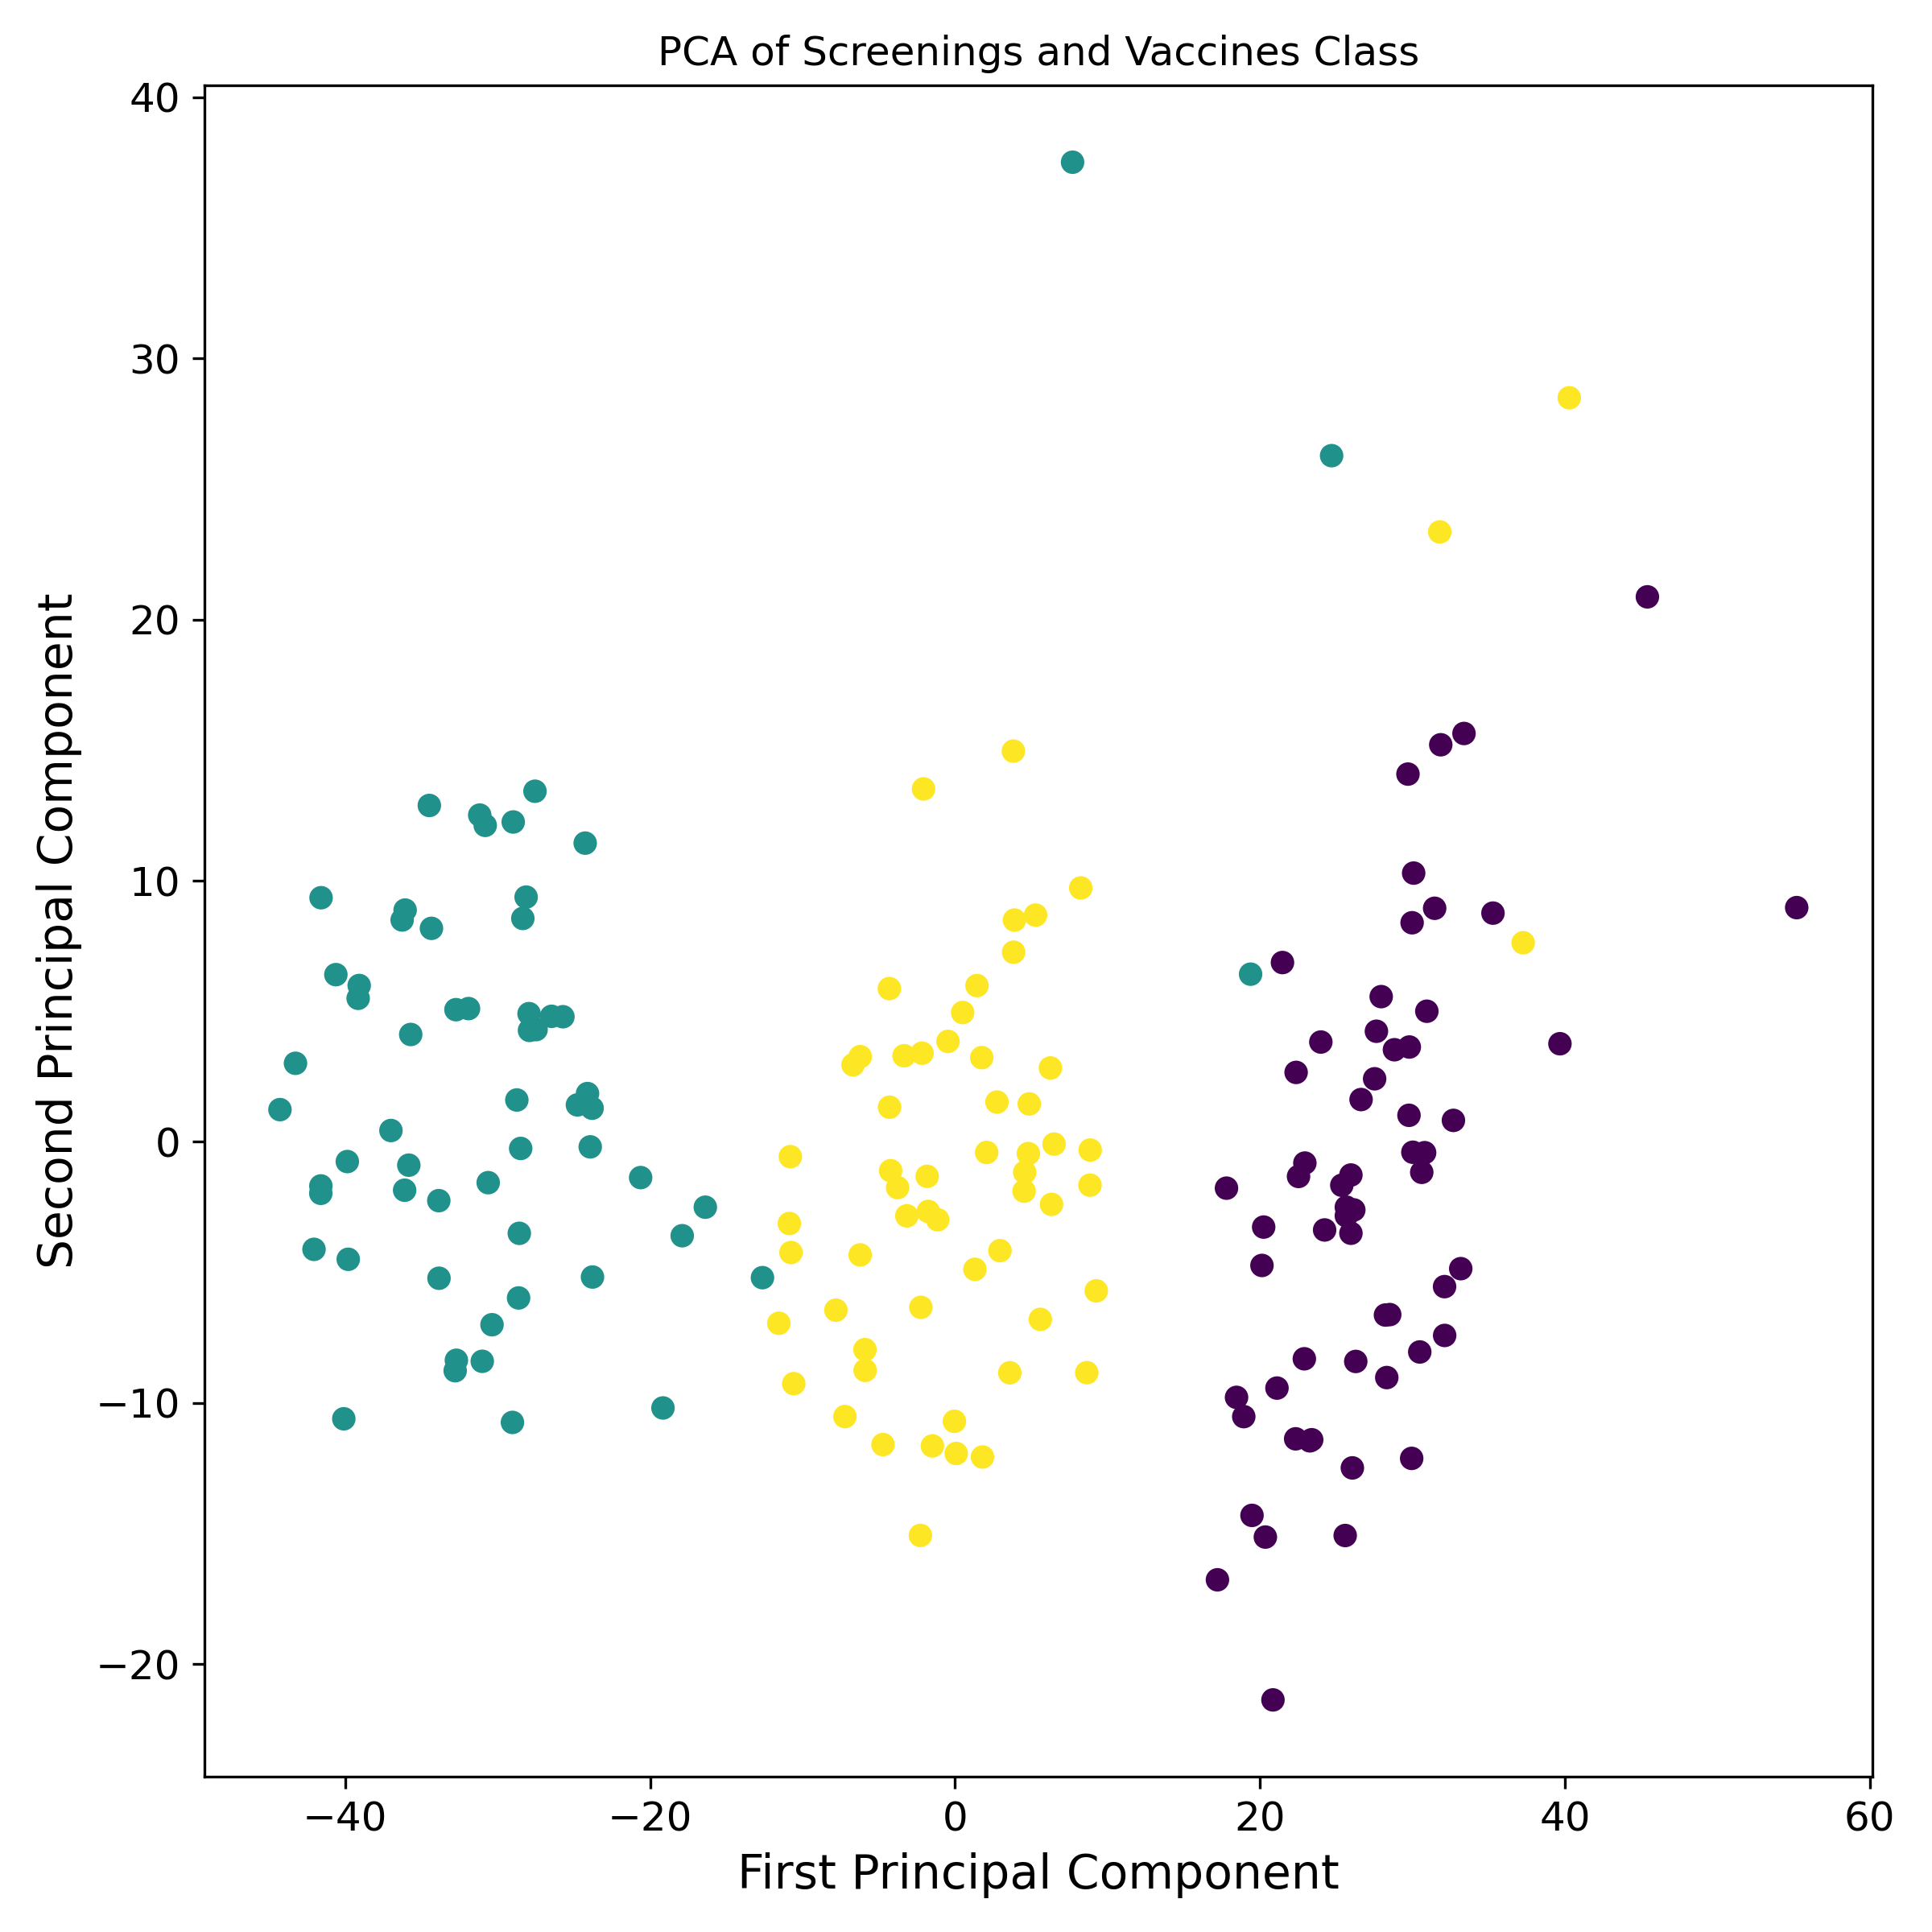 PCA of Screenings and Vaccines Class
40
30
20
10
0
−10
−20
Second Principal Component
−40 −20 0 20 40 60
First Principal Component